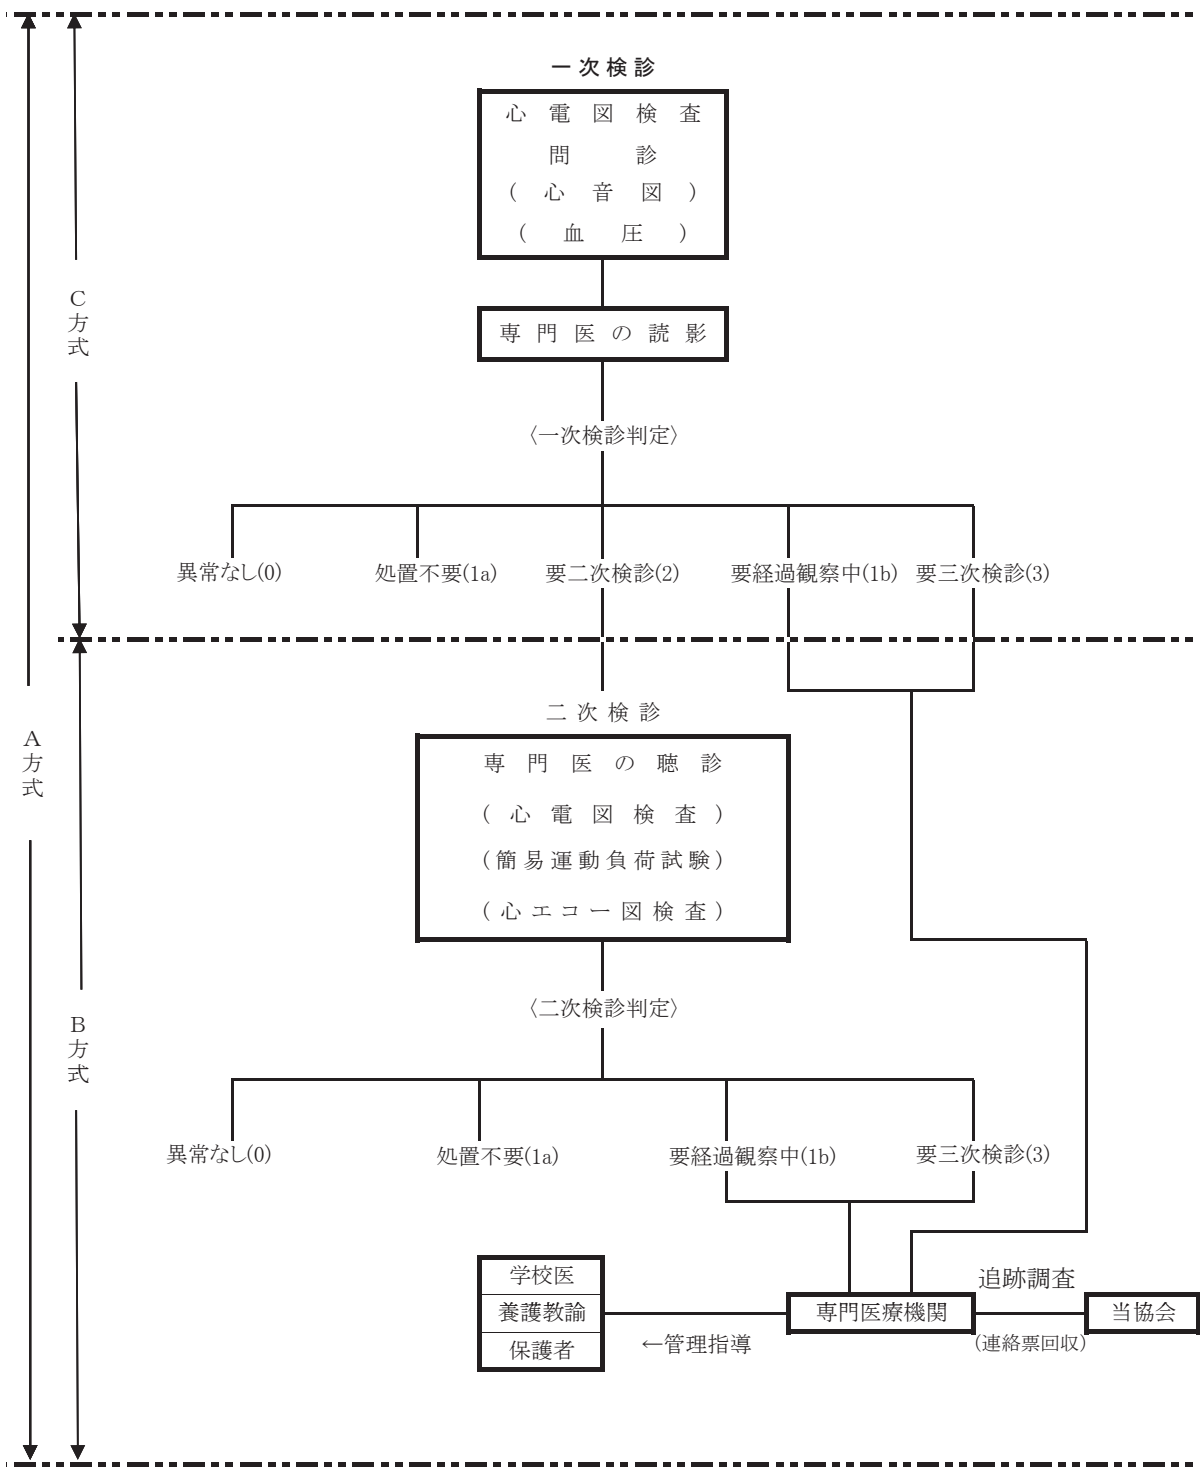 一次検診
心電図検査
問診
(心音図)
(血圧)
専門医の読影
C方式
〈一次検診判定〉
異常なし(0) 処置不要(1a) 要二次検診(2) 要経過観察中(1b) 要三次検診(3)
二次検診
専門医の聴診
(心電図検査)
(簡易運動負荷試験)
(心エコー図検査)
A方式
B方式
〈二次検診判定〉
異常なし(0) 処置不要(1a) 要経過観察中(1b) 要三次検診(3)
学校医
養護教諭
保護者
←管理指導
専門医療機関
追跡調査
(連絡票回収)
当協会